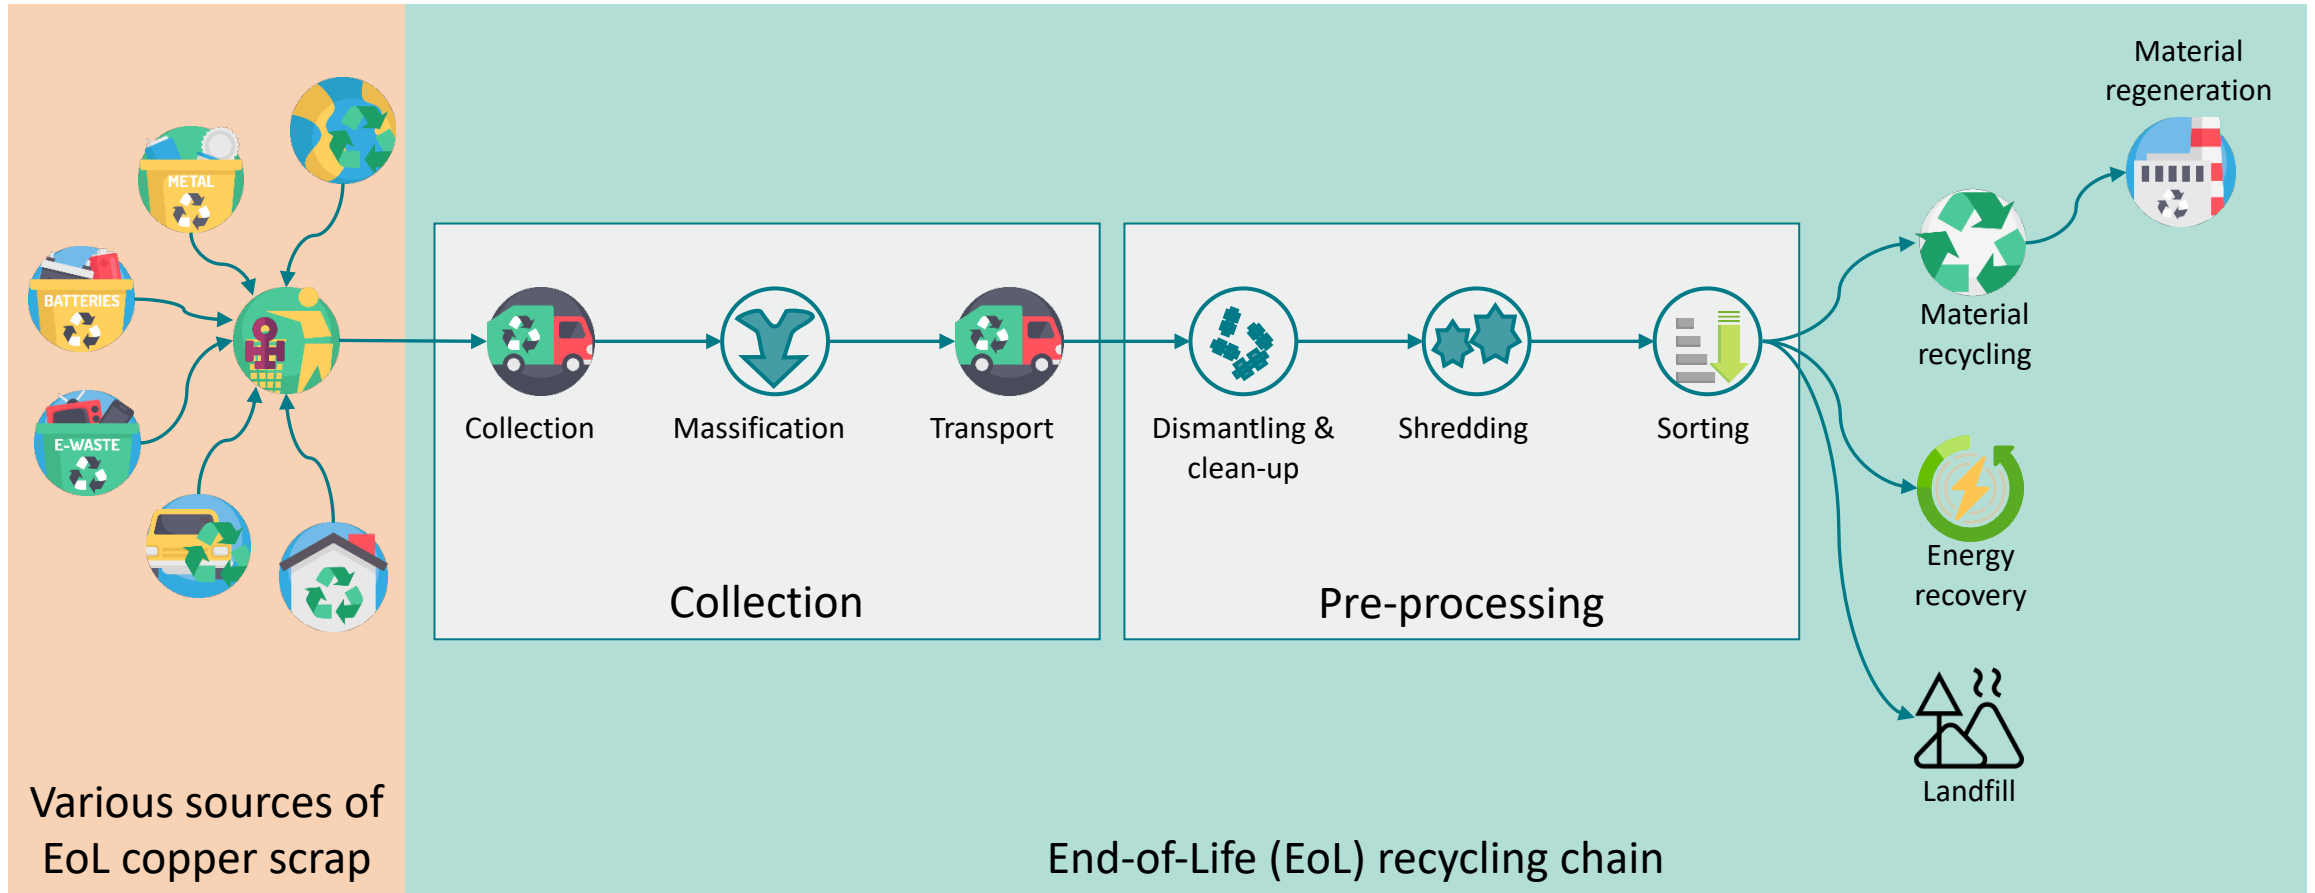 METAL
BATTERIES
E-WASTE
Various sources of
EoL copper scrap
Collection
Massification
Transport
Collection
Dismantling &
clean-up
Shredding
Sorting
Pre-processing
Material
regeneration
Material
recycling
Energy
recovery
Landfill
End-of-Life (EoL) recycling chain